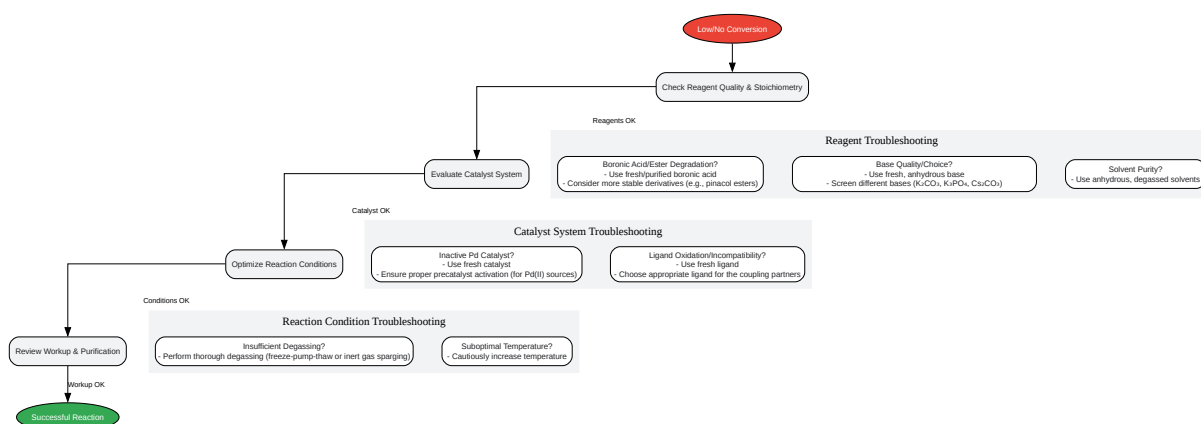 Low/No Conversion
Check Reagent Quality & Stoichiometry
Reagents OK
Reagent Troubleshooting
Boronic Acid/Ester Degradation?
- Use fresh/purified boronic acid
- Consider more stable derivatives (e.g., pinacol esters)
Base Quality/Choice?
- Use fresh, anhydrous base
- Screen different bases (K₂CO₃, K₃PO₄, Cs₂CO₃)
Solvent Purity?
- Use anhydrous, degassed solvents
Evaluate Catalyst System
Catalyst OK
Catalyst System Troubleshooting
Inactive Pd Catalyst?
- Use fresh catalyst
- Ensure proper precatalyst activation (for Pd(II) sources)
Ligand Oxidation/Incompatibility?
- Use fresh ligand
- Choose appropriate ligand for the coupling partners
Optimize Reaction Conditions
Conditions OK
Reaction Condition Troubleshooting
Insufficient Degassing?
- Perform thorough degassing (freeze-pump-thaw or inert gas sparging)
Suboptimal Temperature?
- Cautiously increase temperature
Review Workup & Purification
Workup OK
Successful Reaction